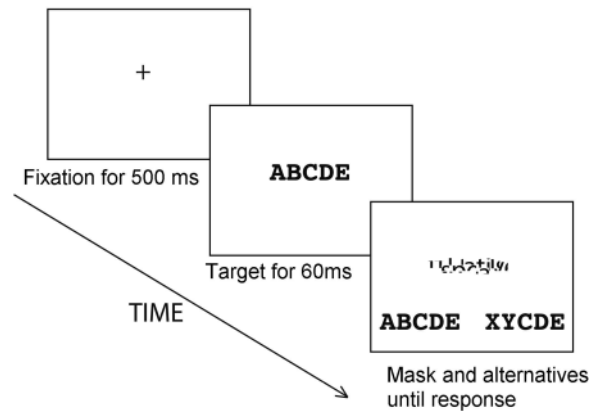 +
Fixation for 500 ms
ABCDE
Target for 60ms
TIME
ABCDE XYCDE
Mask and alternatives
until response